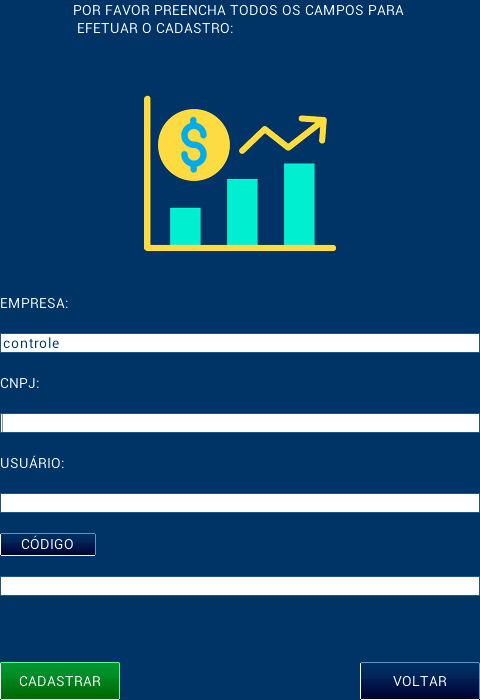 POR FAVOR PREENCHA TODOS OS CAMPOS PARA
EFETUAR O CADASTRO:
$
EMPRESA:
controle
CNPJ:
USUÁRIO:
CÓDIGO
CADASTRAR
VOLTAR